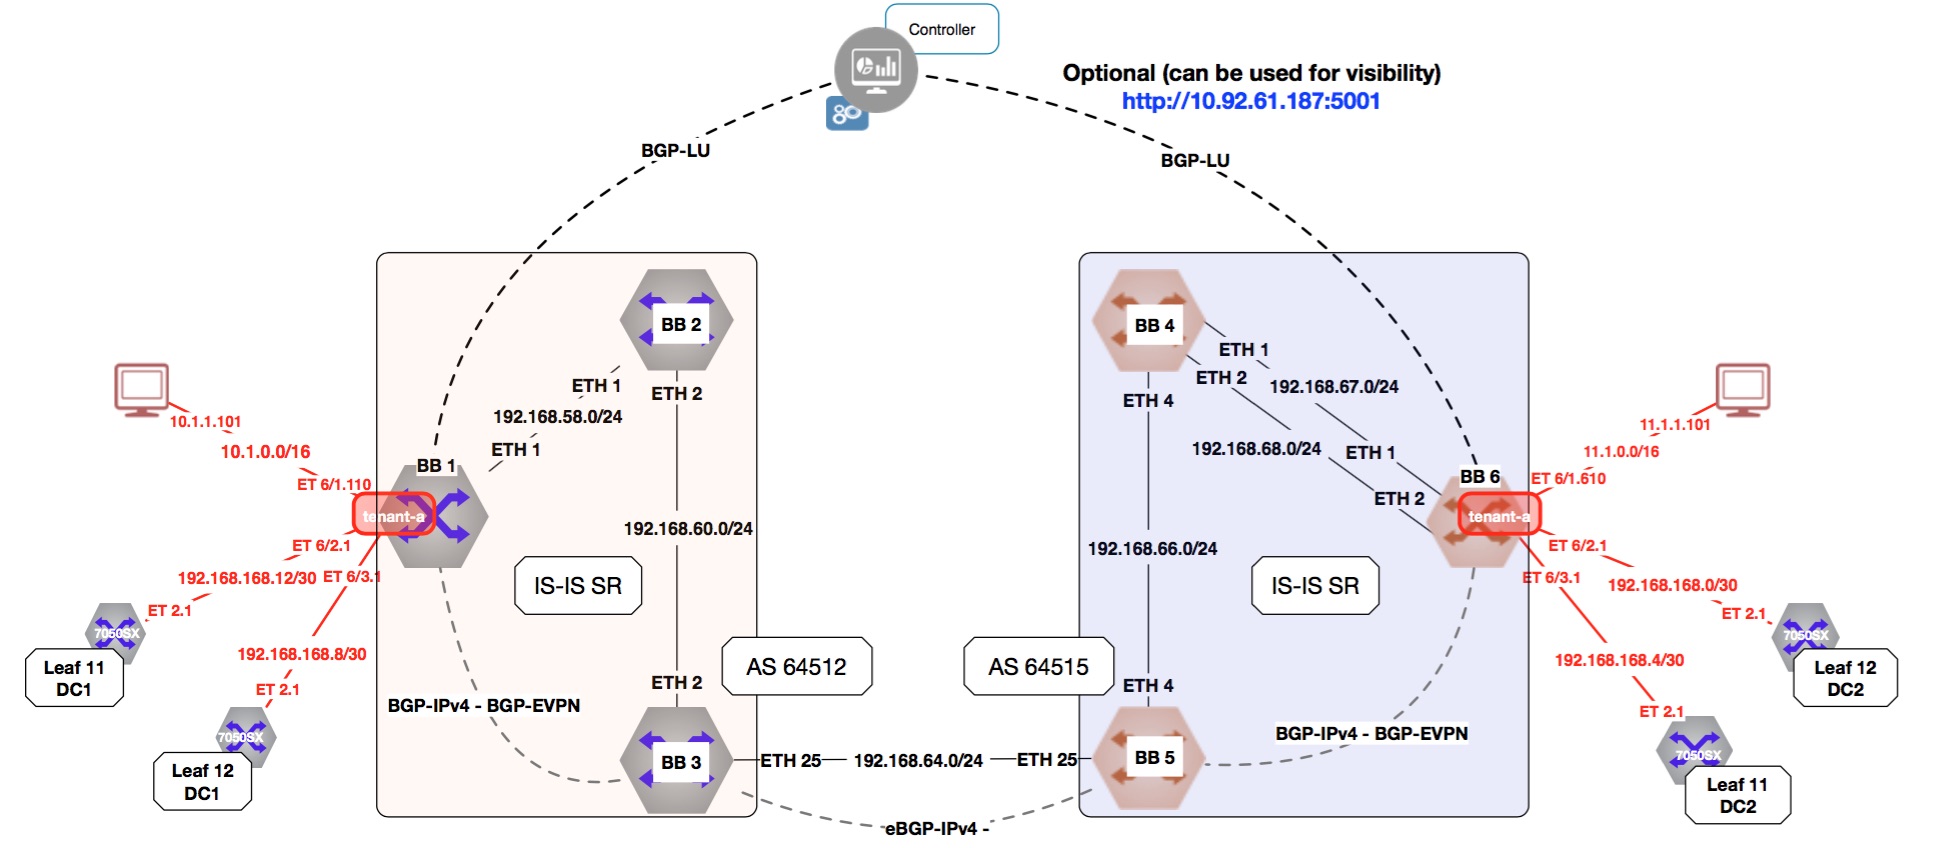 Controller
Optional (can be used for visibility)
http://10.92.61.187:5001
BGP-LU
BGP-LU
BB 2
ETH 1
ETH 2
192.168.58.0/24
ETH 1
BB 1
10.1.1.101
10.1.0.0/16
ET 6/1.110
tenant-a
ET 6/2.1
192.168.168.12/30
ET 6/3.1
ET 2.1
7050SX
Leaf 11
DC1
192.168.168.8/30
ET 2.1
7050SX
Leaf 12
DC1
192.168.60.0/24
IS-IS SR
AS 64512
ETH 2
BGP-IPv4 - BGP-EVPN
BB 3
ETH 25
192.168.64.0/24
ETH 25
eBGP-IPv4 -
BB 4
ETH 1
ETH 2
192.168.67.0/24
ETH 4
192.168.68.0/24
ETH 1
ETH 2
BB 6
192.168.66.0/24
IS-IS SR
AS 64515
ETH 4
BGP-IPv4 - BGP-EVPN
BB 5
11.1.1.101
11.1.0.0/16
ET 6/1.610
tenant-a
ET 6/2.1
ET 6/3.1
192.168.168.0/30
ET 2.1
7050SX
Leaf 12
DC2
192.168.168.4/30
ET 2.1
7050SX
Leaf 11
DC2